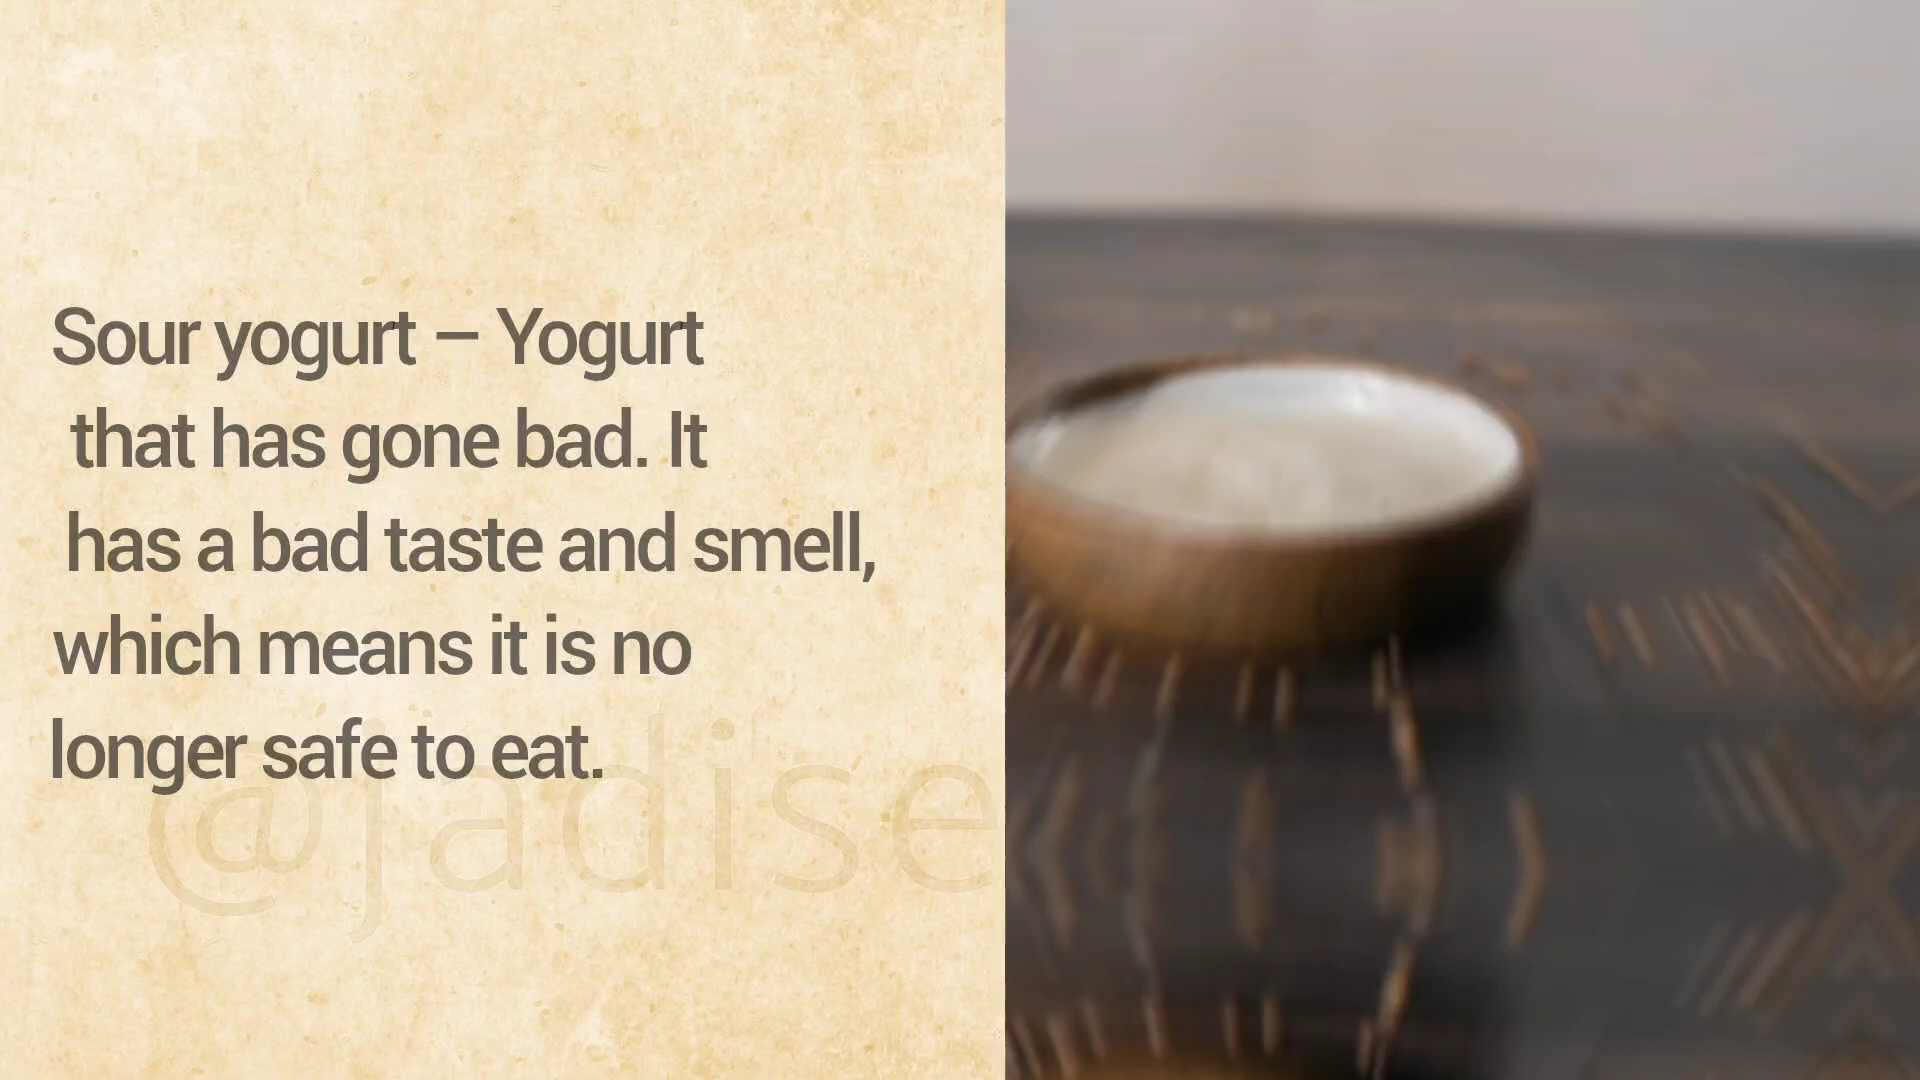 Sour yogurt – Yogurt
that has gone bad. It
has a bad taste and smell,
which means it is no
longer safe to eat.
@jadise